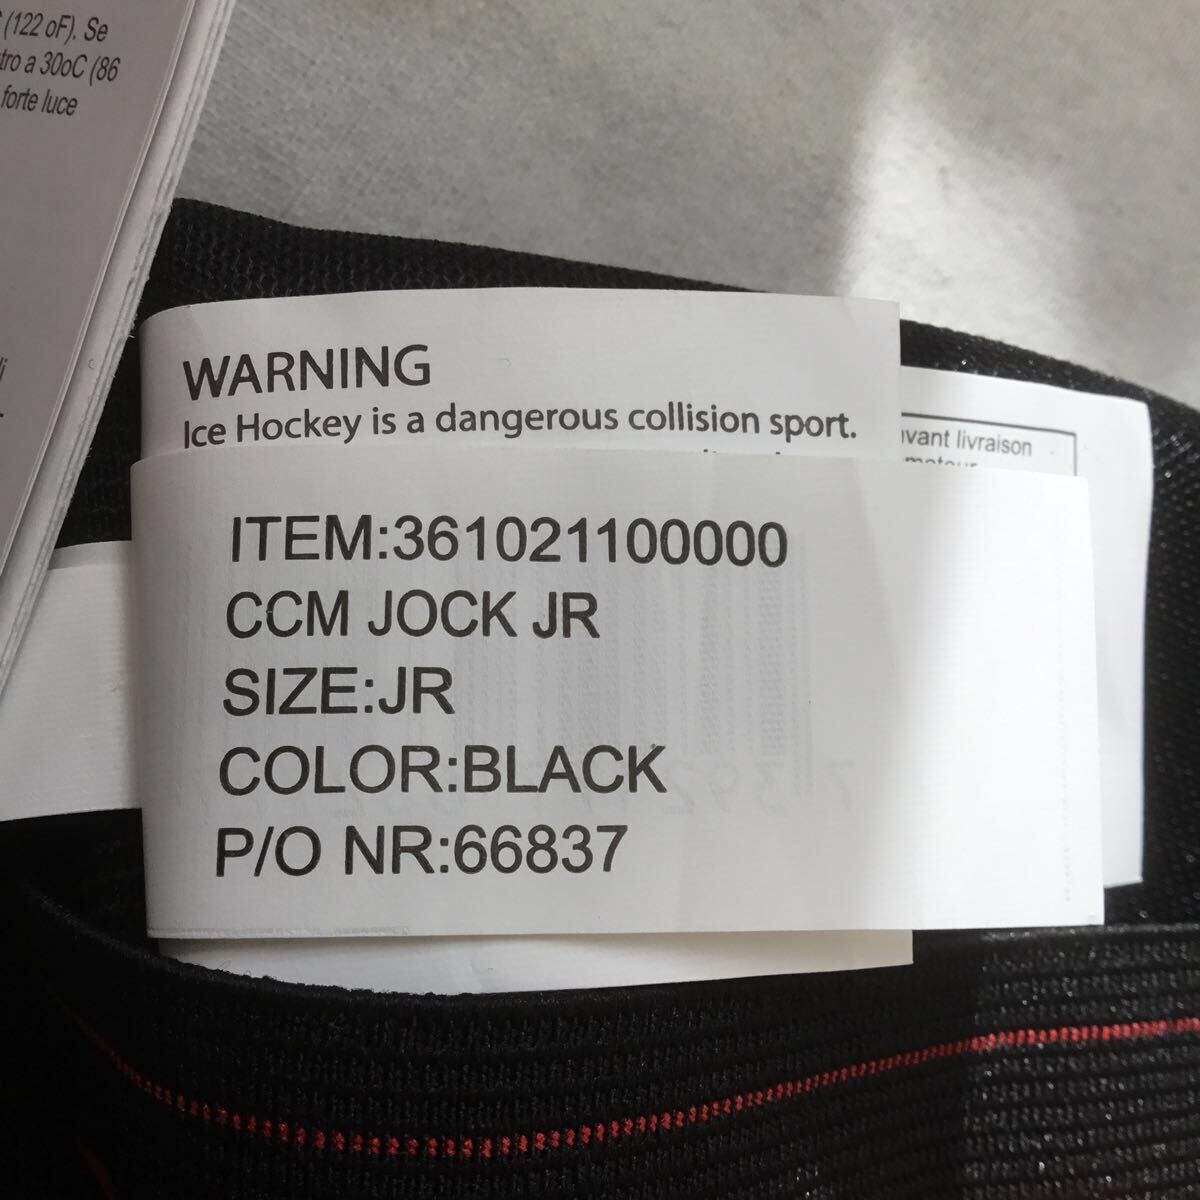 (122 oF). Se
tro a 30oC (86
forte luce
WARNING
Ice Hockey is a dangerous collision sport.
livraison
ITEM:361021100000
CCM JOCK JR
SIZE:JR
COLOR:BLACK
P/O NR:66837